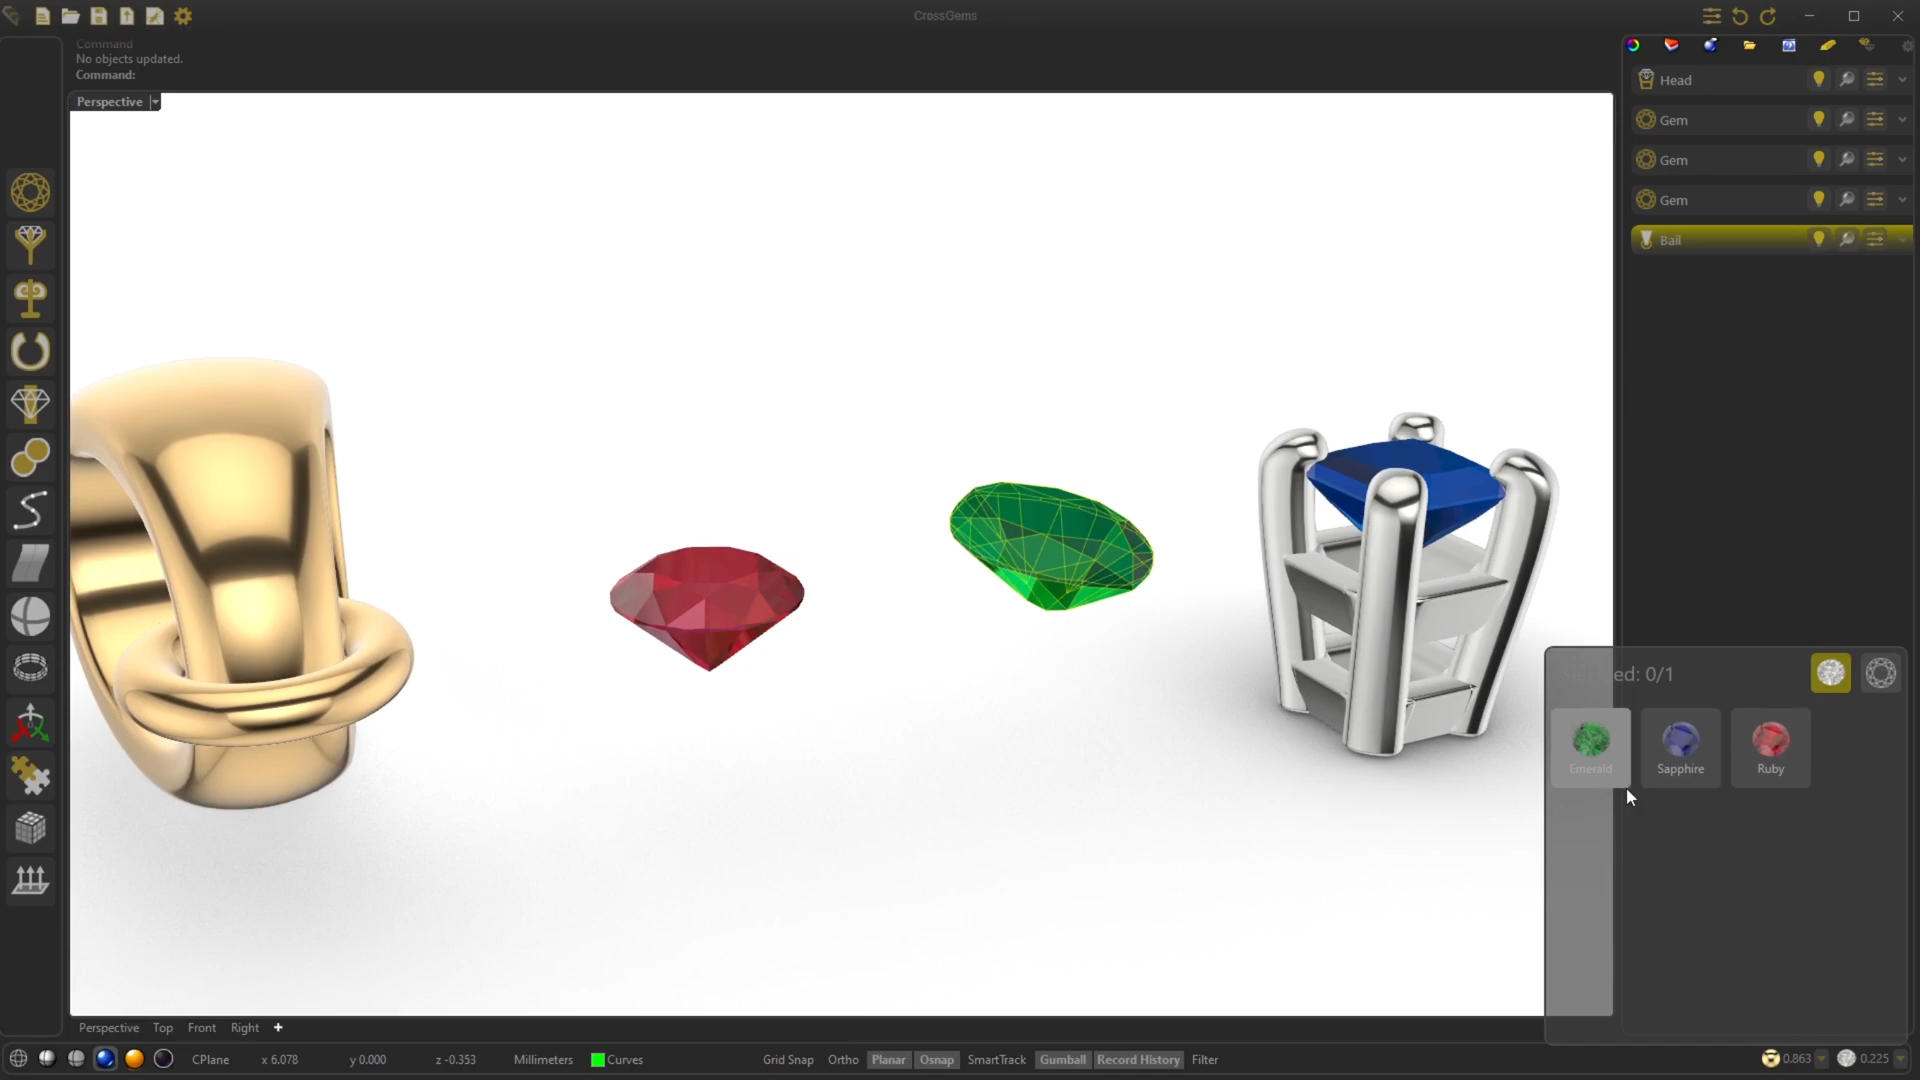 CrossGems
Command
No objects updated.
Command:
Perspective
Head
Gem
Gem
Gem
Bail
ed: 0/1
Emerald
Sapphire
Ruby
Perspective
Top
Front
Right
CPlane
x 6.078
y 0.000
z -0.353
Millimeters
Curves
Grid Snap
Ortho
Planar
Osnap
SmartTrack
Gumball
Record History
Filter
0.863
0.225